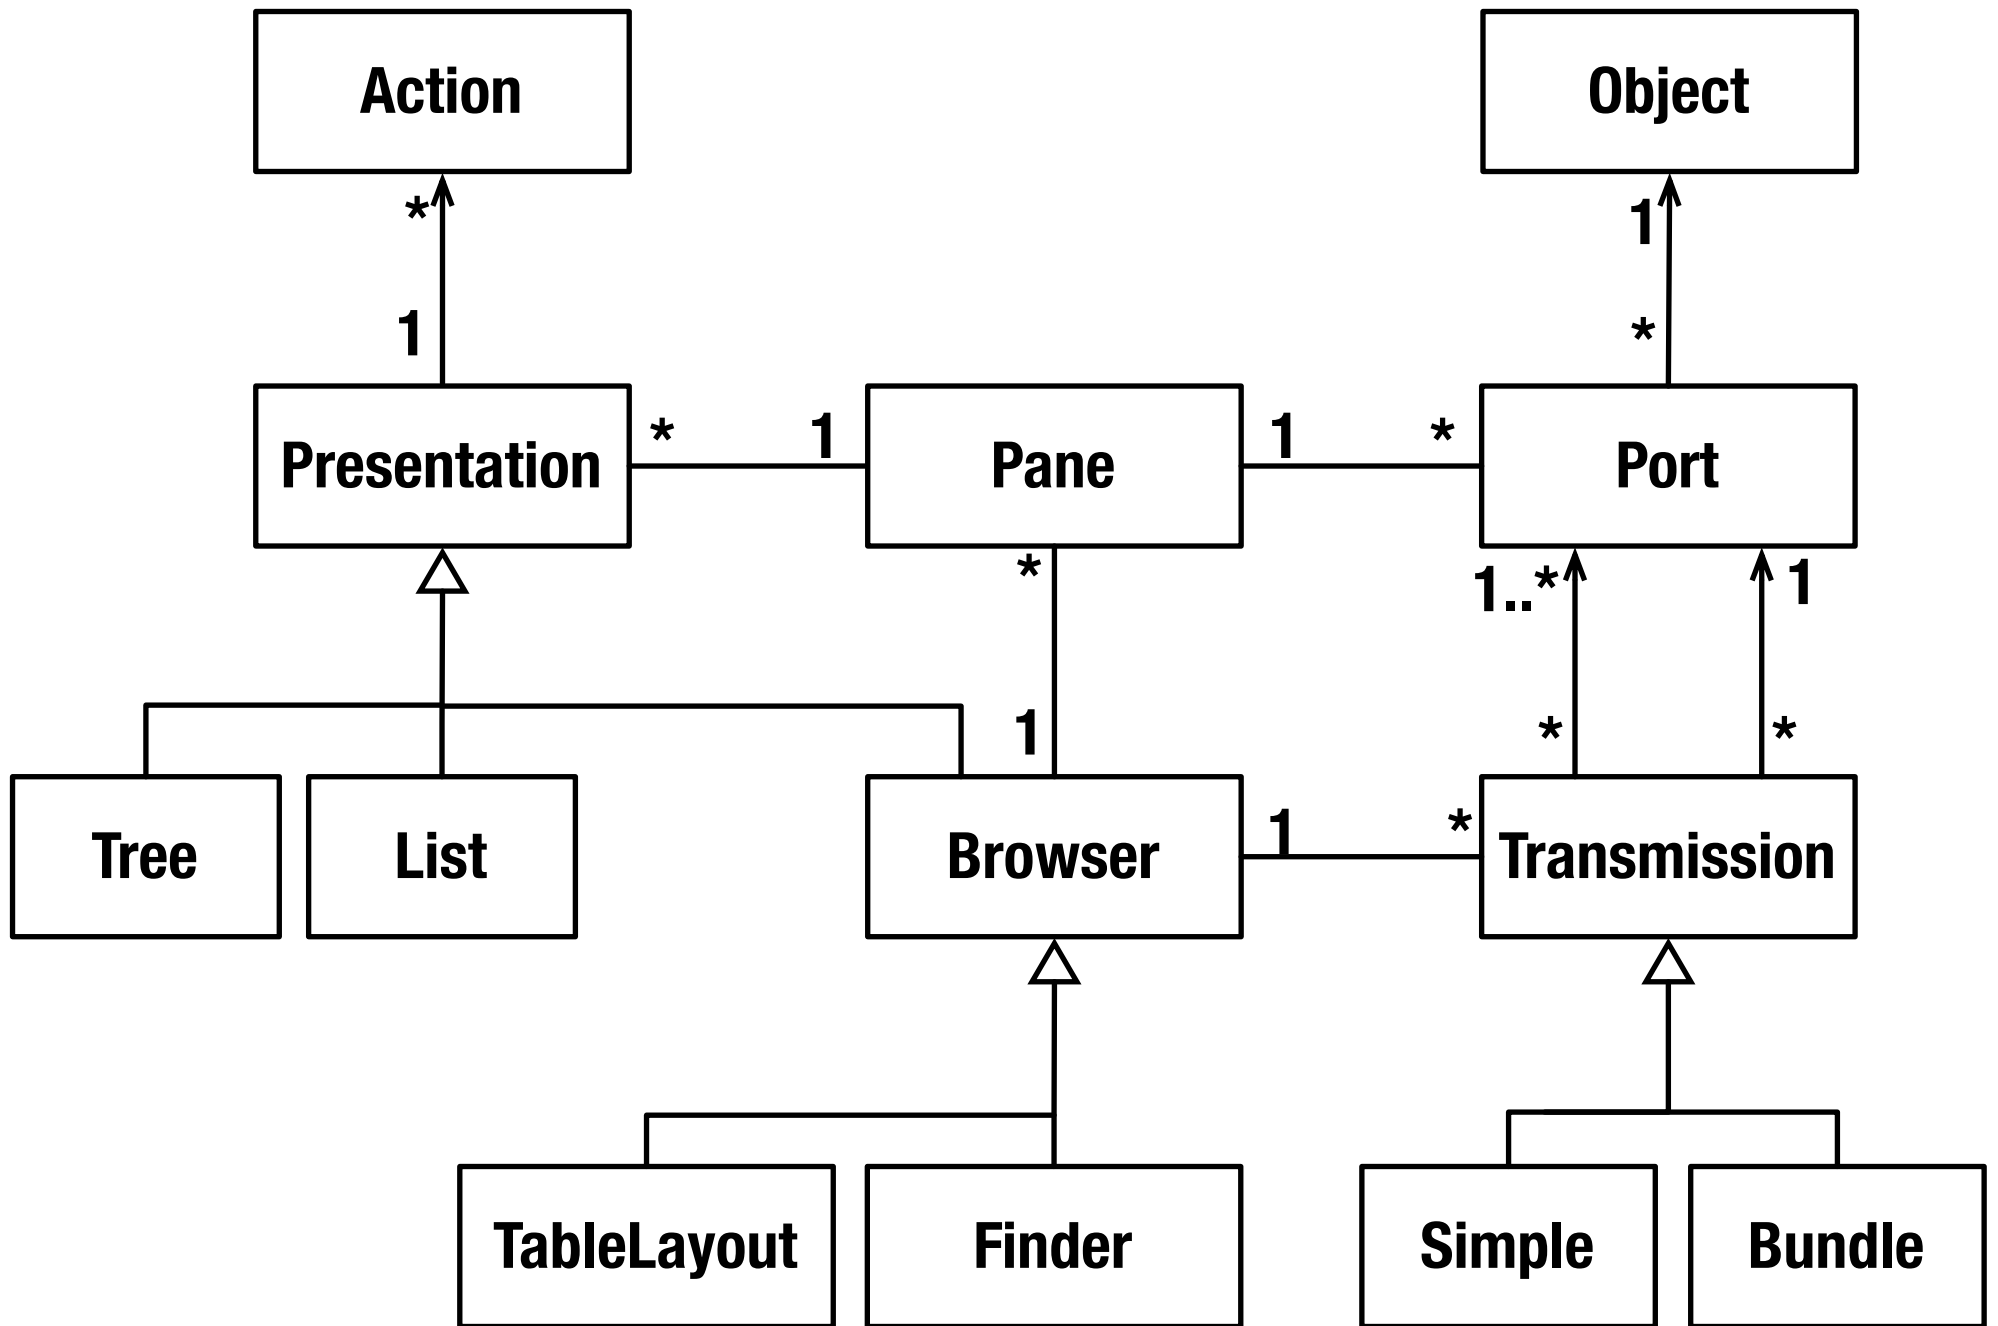 Action
Object
*
1
1
*
Presentation
*
1
Pane
1
*
Port
*
1..*
1
1
*
*
Tree
List
Browser
1
*
Transmission
TableLayout
Finder
Simple
Bundle